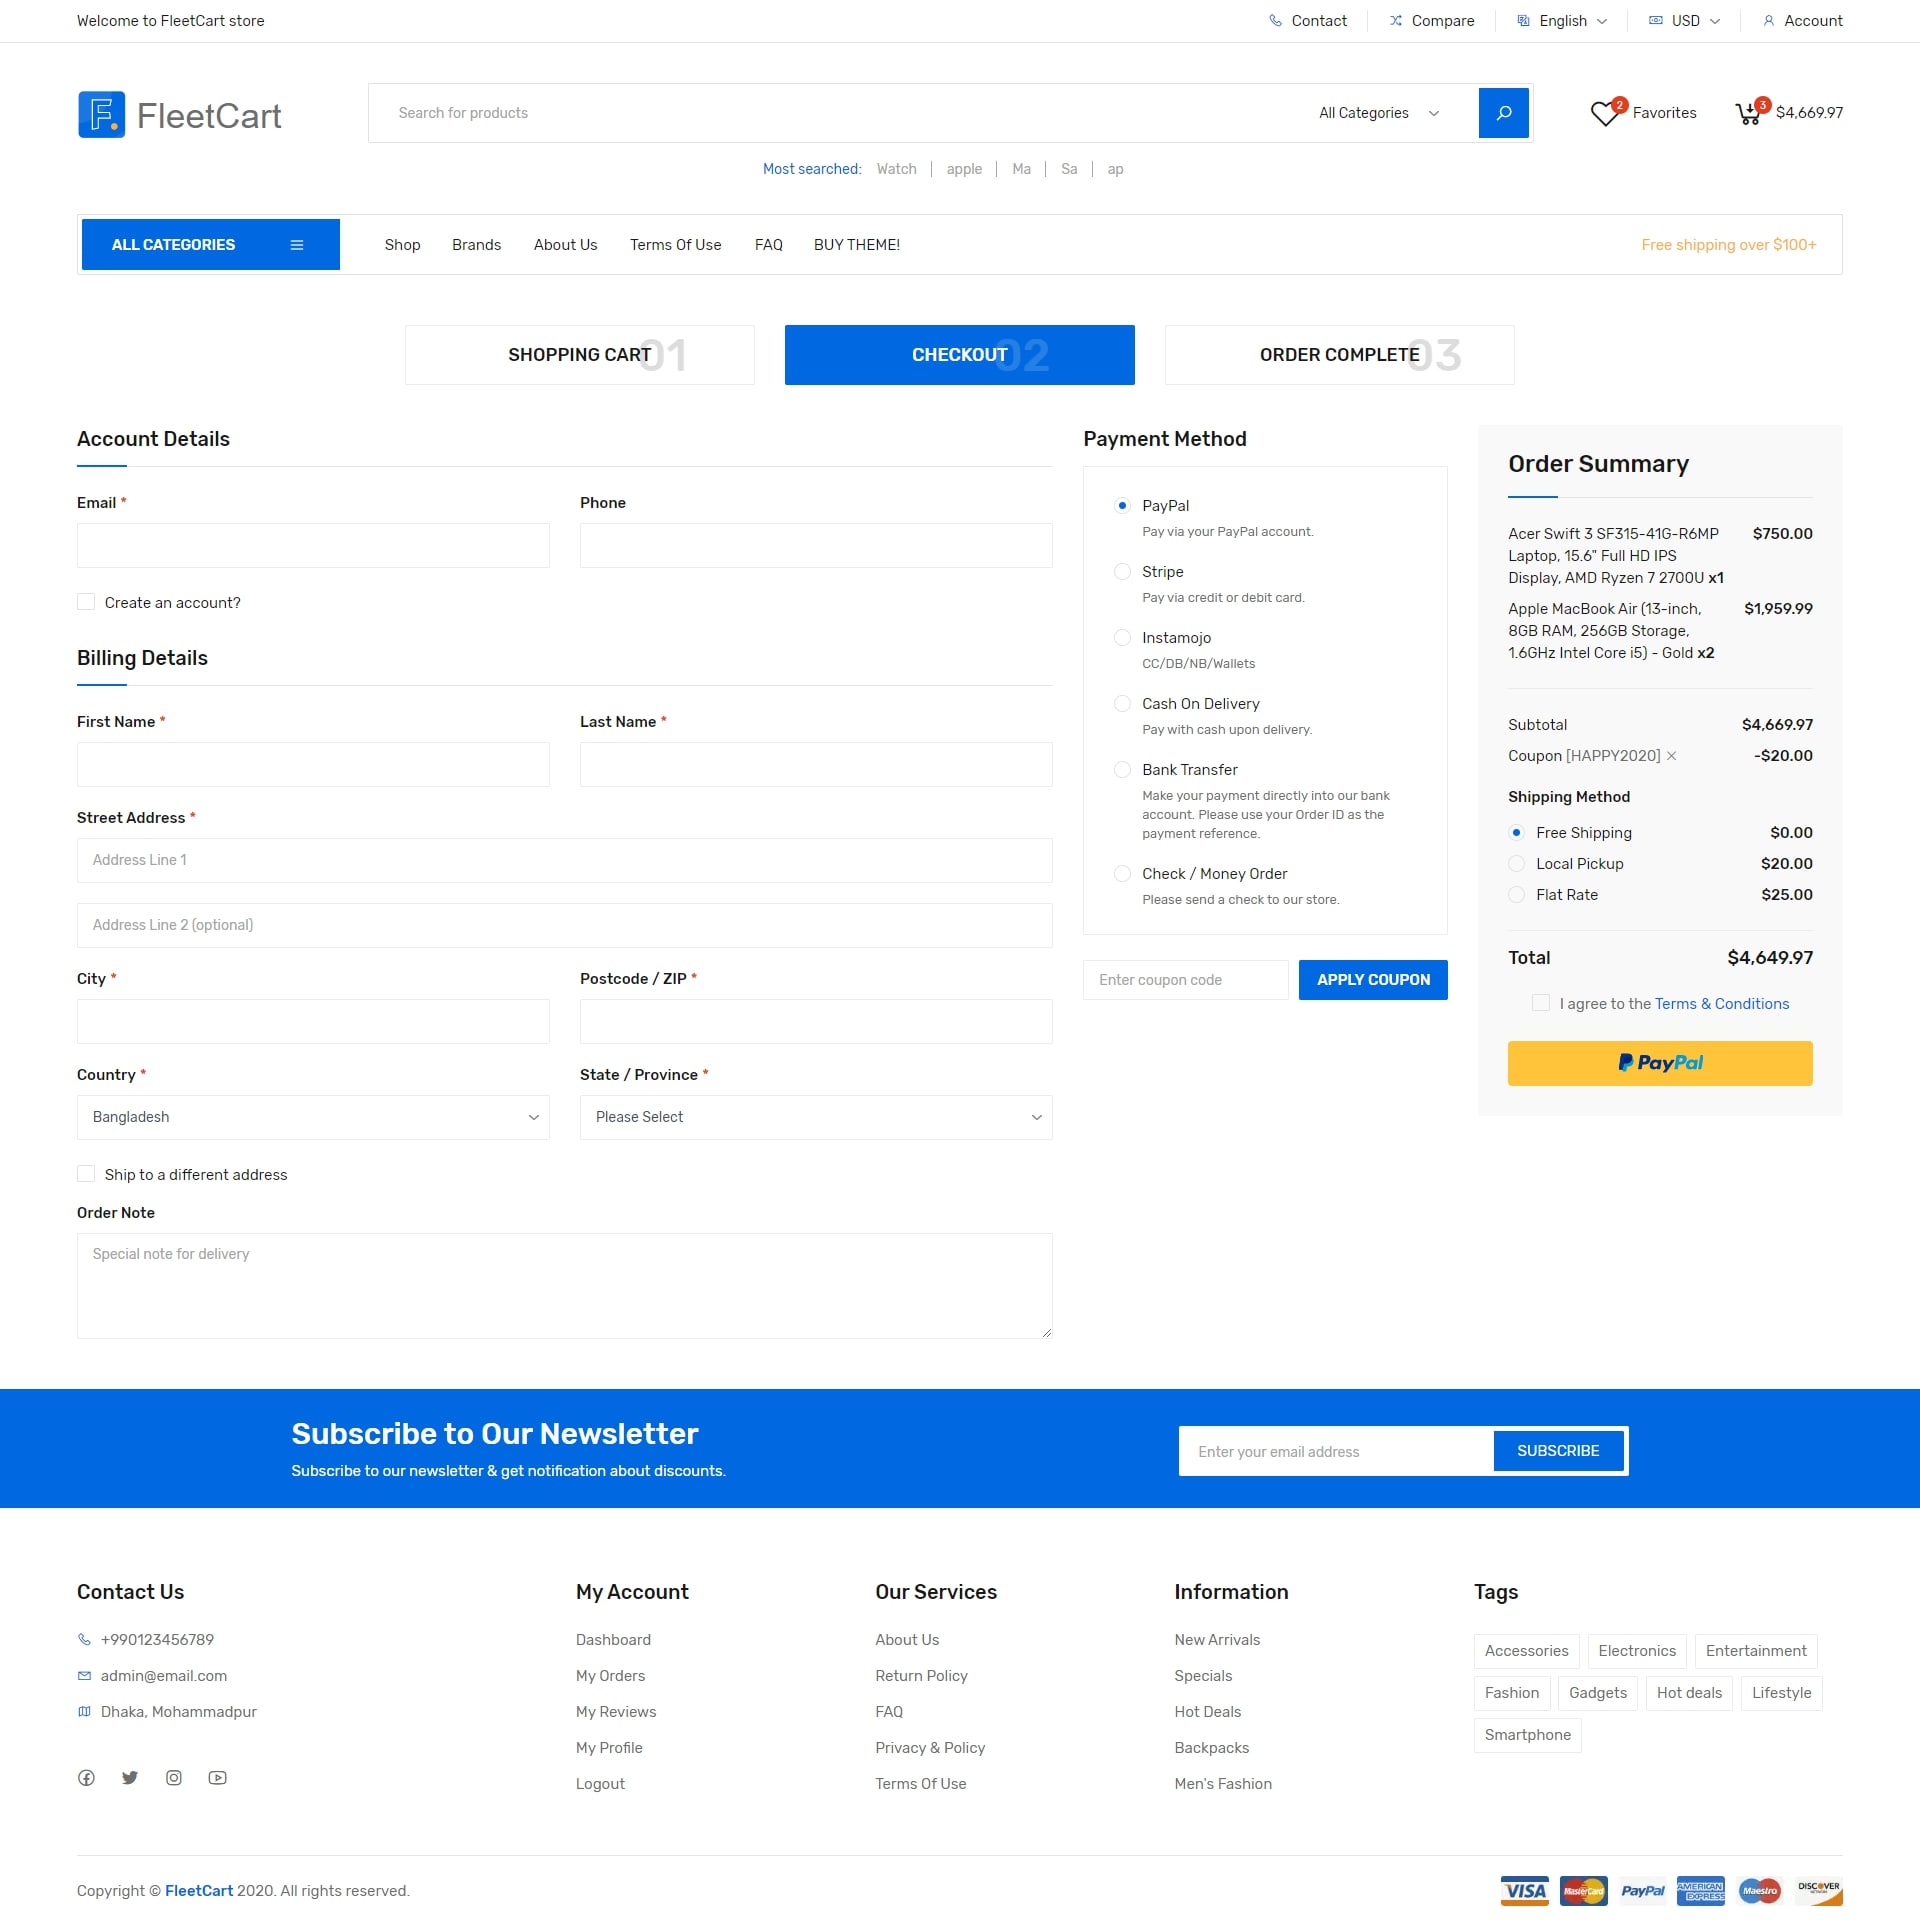 Welcome to FleetCart store
Contact
Compare
English
USD
Account
F.
FleetCart
Search for products
All Categories
2
Favorites
3
$4,669.97
Most searched: Watch apple Ma Sa ap
ALL CATEGORIES
Shop
Brands
About Us
Terms Of Use
FAQ
BUY THEME!
Free shipping over $100+
SHOPPING CART 01
CHECKOUT 02
ORDER COMPLETE 03
Account Details
Email *
Phone
Create an account?
Billing Details
First Name *
Last Name *
Street Address *
Address Line 1
Address Line 2 (optional)
City *
Postcode / ZIP *
Country *
State / Province *
Bangladesh
Please Select
Ship to a different address
Order Note
Special note for delivery
Payment Method
PayPal
Pay via your PayPal account.
Stripe
Pay via credit or debit card.
Instamojo
CC/DB/NB/Wallets
Cash On Delivery
Pay with cash upon delivery.
Bank Transfer
Make your payment directly into our bank
account. Please use your Order ID as the
payment reference.
Check / Money Order
Please send a check to our store.
Enter coupon code
APPLY COUPON
Order Summary
Acer Swift 3 SF315-41G-R6MP $750.00
Laptop, 15.6" Full HD IPS
Display, AMD Ryzen 7 2700U x1
Apple MacBook Air (13-inch, $1,959.99
8GB RAM, 256GB Storage,
1.6GHz Intel Core i5) - Gold x2
Subtotal $4,669.97
Coupon [HAPPY2020] -$20.00
Shipping Method
Free Shipping $0.00
Local Pickup $20.00
Flat Rate $25.00
Total $4,649.97
I agree to the Terms & Conditions
PayPal
Subscribe to Our Newsletter
Subscribe to our newsletter & get notification about discounts.
Enter your email address
SUBSCRIBE
Contact Us
+990123456789
admin@email.com
Dhaka, Mohammadpur
My Account
Dashboard
My Orders
My Reviews
My Profile
Logout
Our Services
About Us
Return Policy
FAQ
Privacy & Policy
Terms Of Use
Information
New Arrivals
Specials
Hot Deals
Backpacks
Men's Fashion
Tags
Accessories
Electronics
Entertainment
Fashion
Gadgets
Hot deals
Lifestyle
Smartphone
Copyright © FleetCart 2020. All rights reserved.
VISA
MasterCard
PayPal
AMERICAN
EXPRESS
Maestro
DISCOVER
NETWORK